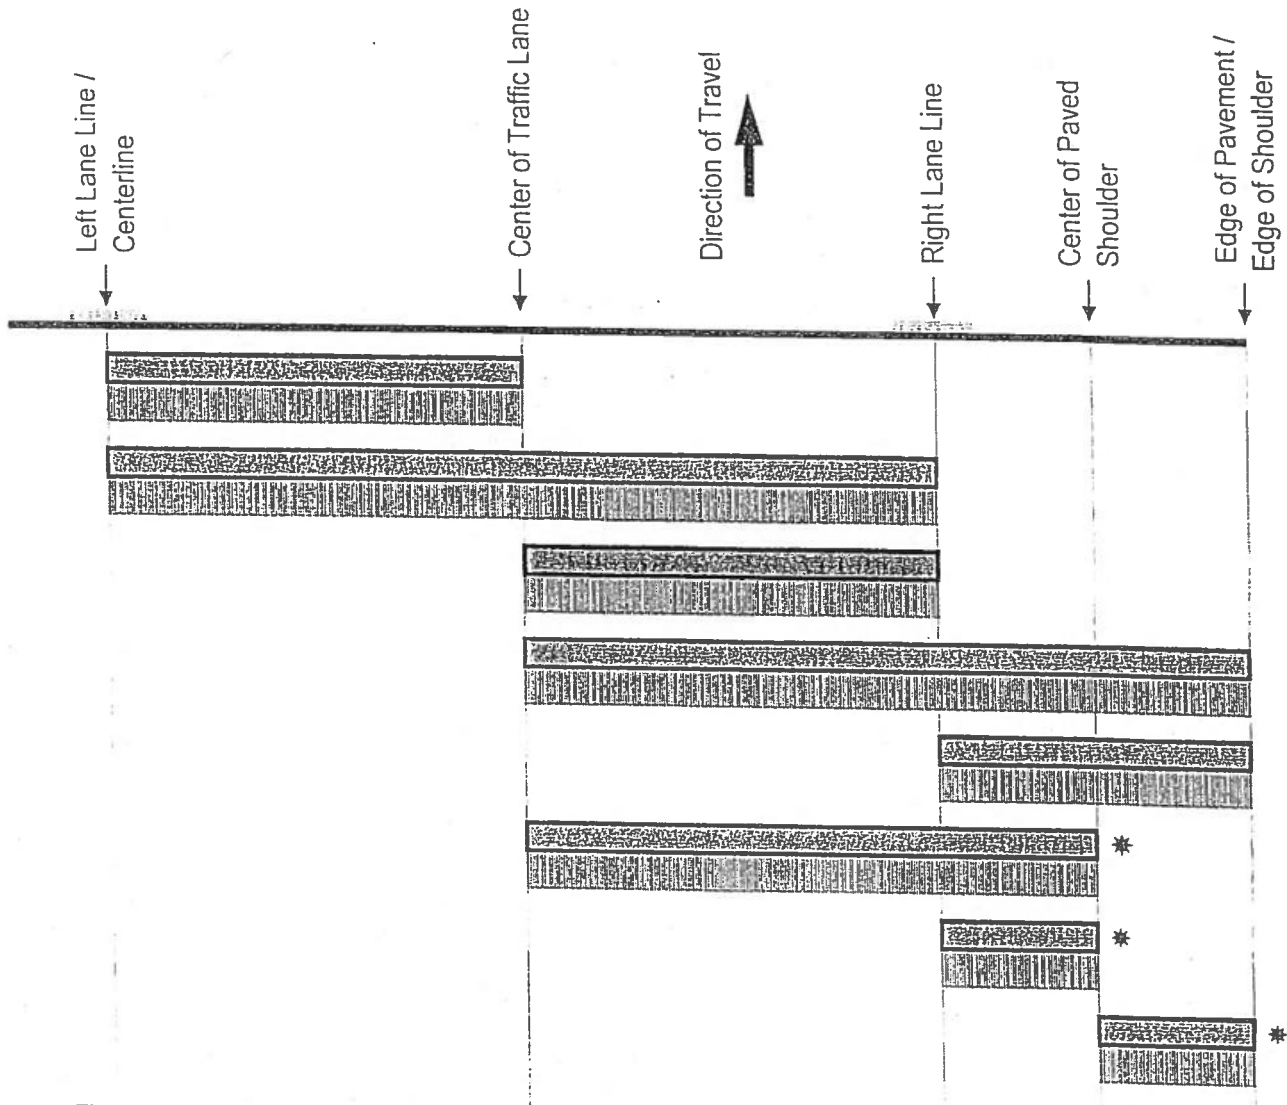 Left Lane Line /
Centerline
Center of Traffic Lane
Direction of Travel
Right Lane Line
Center of Paved
Shoulder
Edge of Pavement /
Edge of Shoulder
*
*
*